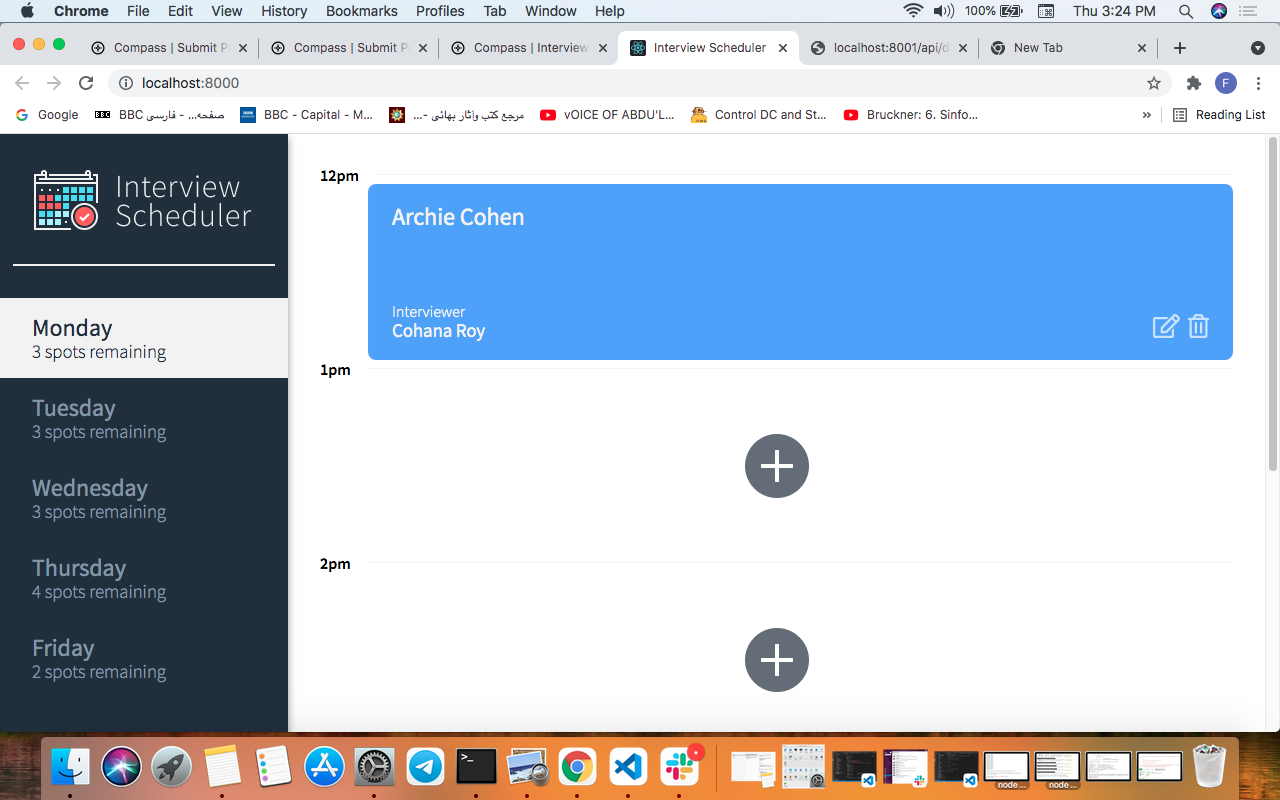 Chrome File Edit View History Bookmarks Profiles Tab Window Help 100% Thu 3:24 PM
Compass | Submit P Compass | Submit P Compass | Interview Interview Scheduler localhost:8001/api/d New Tab
localhost:8000 F
Google BBC BBC فارسی - صفحه... BBC - Capital - M... مرجع کتب وآثار بهائی -... vOICE OF ABDU'L... Control DC and St... Bruckner: 6. Sinfo... » Reading List
Interview
Scheduler
Monday
3 spots remaining
Tuesday
3 spots remaining
Wednesday
3 spots remaining
Thursday
4 spots remaining
Friday
2 spots remaining
12pm
Archie Cohen
Interviewer
Cohana Roy
1pm
2pm
node ... node ...